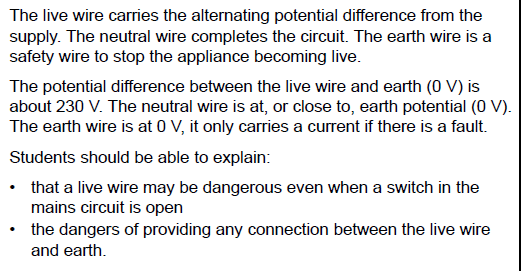 The live wire carries the alternating potential difference from the
supply. The neutral wire completes the circuit. The earth wire is a
safety wire to stop the appliance becoming live.
The potential difference between the live wire and earth (0 V) is
about 230 V. The neutral wire is at, or close to, earth potential (0 V).
The earth wire is at 0 V, it only carries a current if there is a fault.
Students should be able to explain:
• that a live wire may be dangerous even when a switch in the
mains circuit is open
• the dangers of providing any connection between the live wire
and earth.